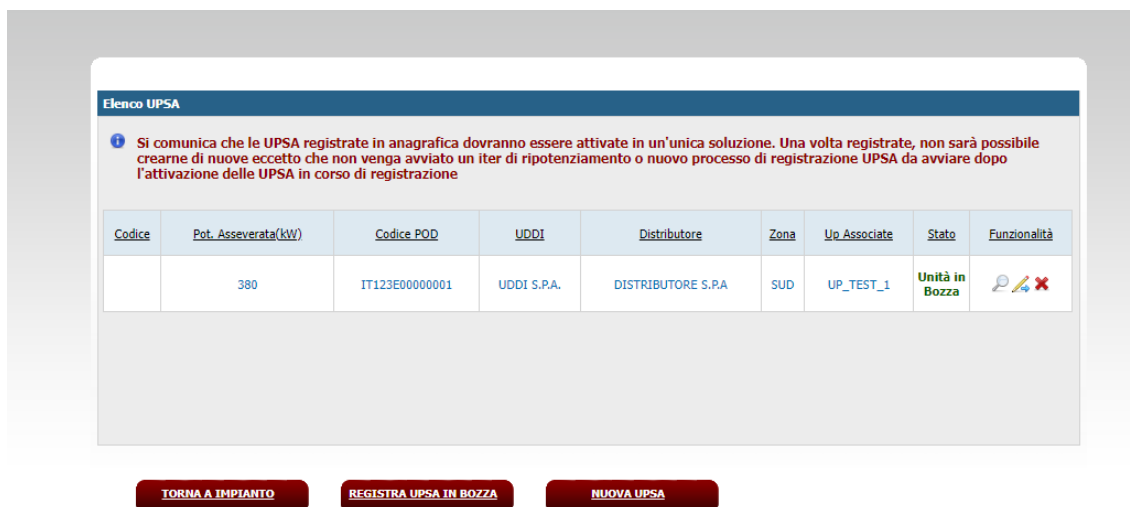 Elenco UPSA
Si comunica che le UPSA registrate in anagrafica dovranno essere attivate in un'unica soluzione. Una volta registrate, non sarà possibile
crearne di nuove eccetto che non venga avviato un iter di ripotenziamento o nuovo processo di registrazione UPSA da avviare dopo
l'attivazione delle UPSA in corso di registrazione
Codice Pot. Asseverata(kW) Codice POD UDDI Distributore Zona Up Associate Stato Funzionalità
380 IT123E00000001 UDDI S.P.A. DISTRIBUTORE S.P.A SUD UP_TEST_1 Unità in
Bozza
TORNA A IMPIANTO REGISTRA UPSA IN BOZZA NUOVA UPSA